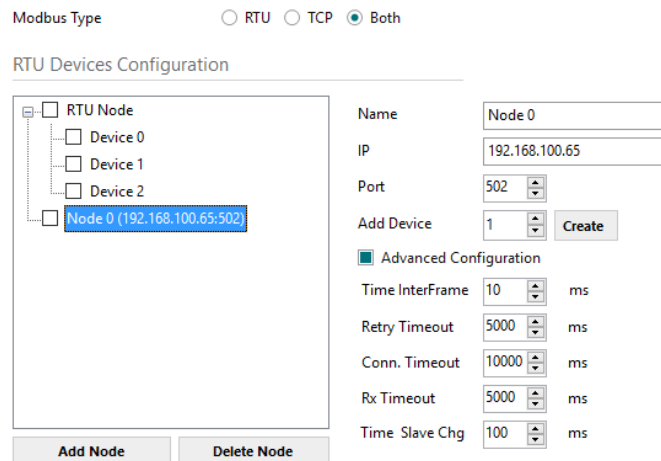 Modbus Type RTU TCP Both
RTU Devices Configuration
RTU Node
Device 0
Device 1
Device 2
Node 0 (192.168.100.65:502)
Add Node Delete Node
Name Node 0
IP 192.168.100.65
Port 502
Add Device 1 Create
Advanced Configuration
Time InterFrame 10 ms
Retry Timeout 5000 ms
Conn. Timeout 10000 ms
Rx Timeout 5000 ms
Time Slave Chg 100 ms